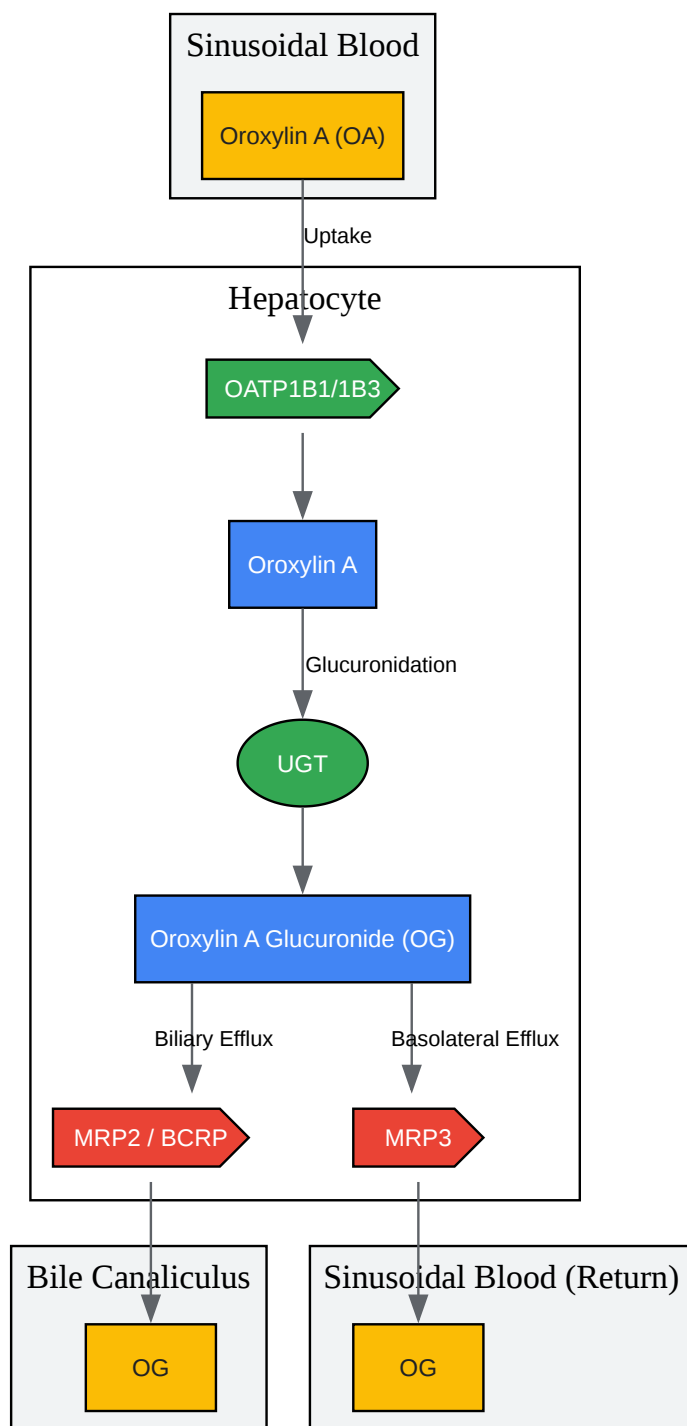 Sinusoidal Blood
Oroxylin A (OA)
Uptake
Hepatocyte
OATP1B1/1B3
Oroxylin A
Glucuronidation
UGT
Oroxylin A Glucuronide (OG)
Biliary Efflux
Basolateral Efflux
MRP2 / BCRP
MRP3
Bile Canaliculus
Sinusoidal Blood (Return)
OG
OG